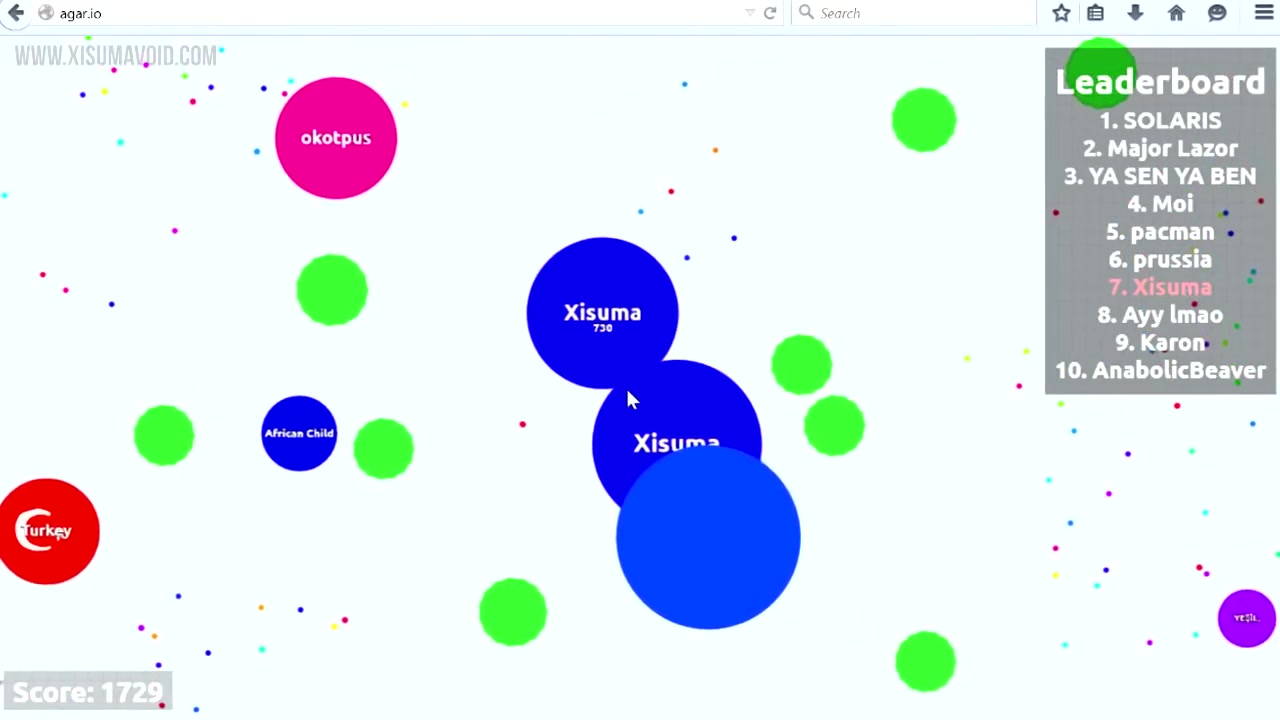 agar.io
Search
WWW.XISUMAVOID.COM
Leaderboard
1. SOLARIS
2. Major Lazor
3. YA SEN YA BEN
4. Moi
5. pacman
6. prussia
7. Xisuma
8. Ayy lmao
9. Karon
10. AnabolicBeaver
okotpus
Xisuma
730
African Child
Xisuma
Turkey
YEŞİL
Score: 1729